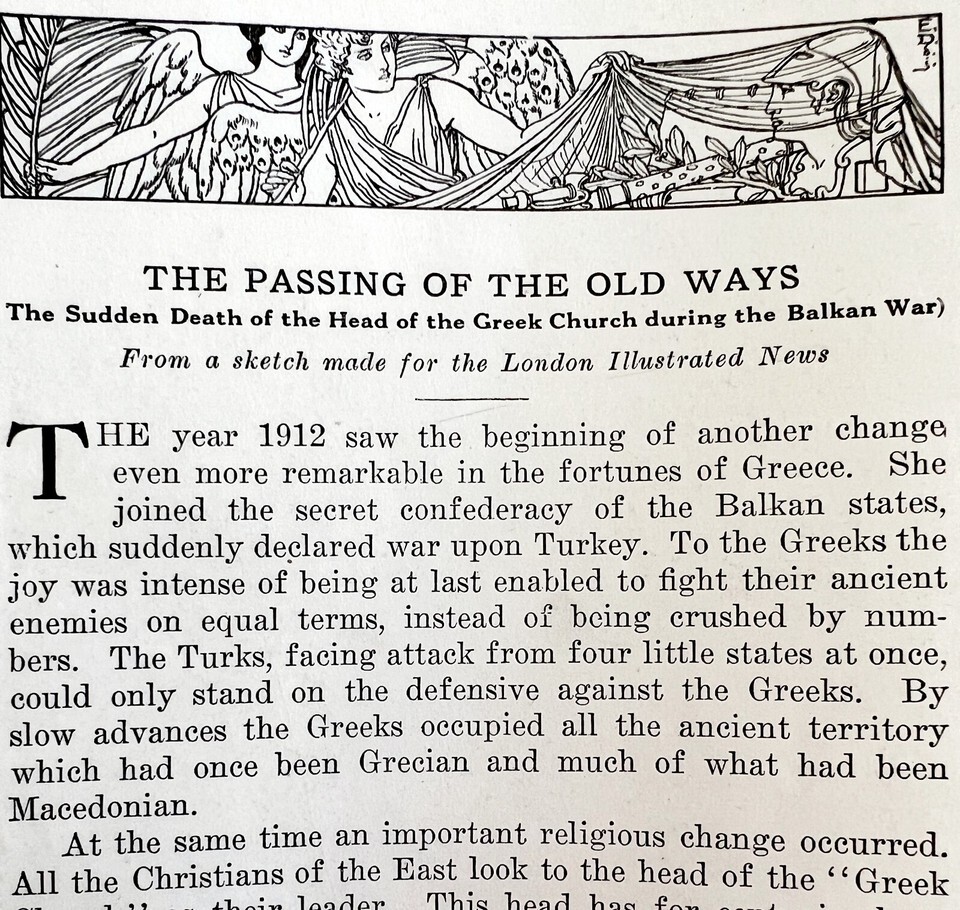 THE PASSING OF THE OLD WAYS
The Sudden Death of the Head of the Greek Church during the Balkan War)
From a sketch made for the London Illustrated News
THE year 1912 saw the beginning of another change
even more remarkable in the fortunes of Greece. She
joined the secret confederacy of the Balkan states,
which suddenly declared war upon Turkey. To the Greeks the
joy was intense of being at last enabled to fight their ancient
enemies on equal terms, instead of being crushed by num-
bers. The Turks, facing attack from four little states at once,
could only stand on the defensive against the Greeks. By
slow advances the Greeks occupied all the ancient territory
which had once been Grecian and much of what had been
Macedonian.
At the same time an important religious change occurred.
All the Christians of the East look to the head of the "Greek
their leader. This head has for